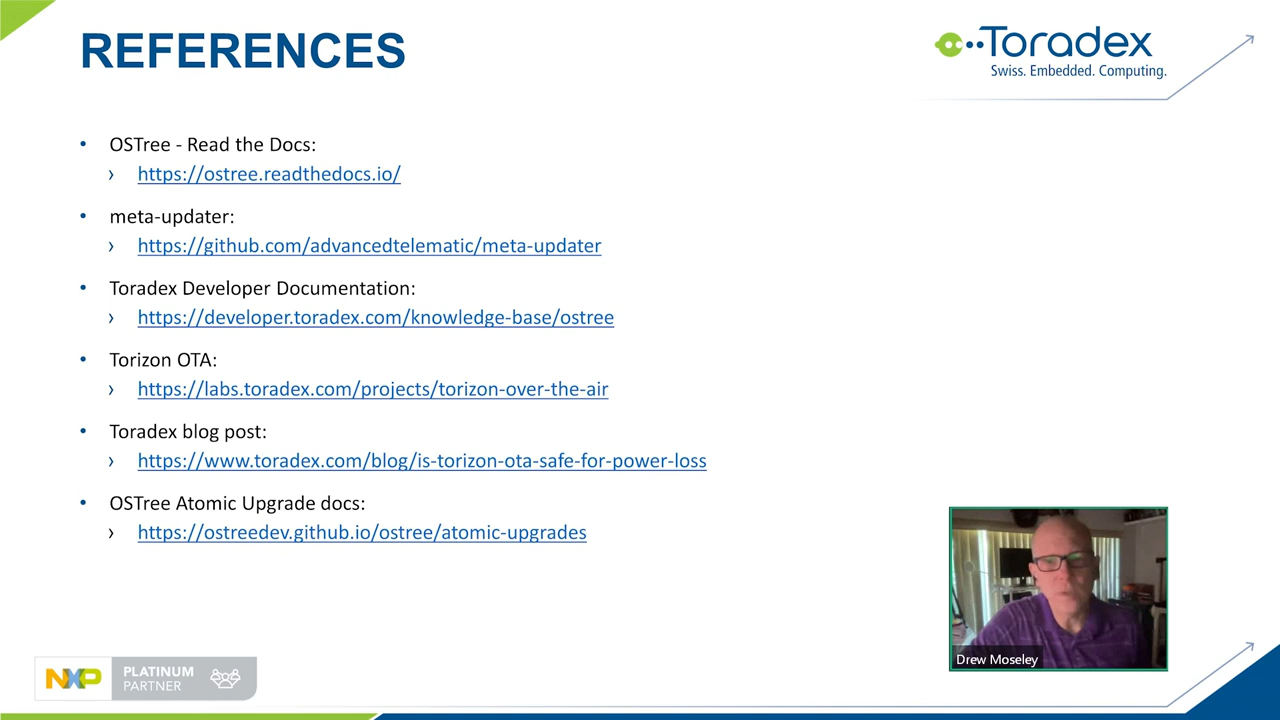 REFERENCES
Toradex
Swiss. Embedded. Computing.
• OSTree - Read the Docs:
› https://ostree.readthedocs.io/
• meta-updater:
› https://github.com/advancedtelematic/meta-updater
• Toradex Developer Documentation:
› https://developer.toradex.com/knowledge-base/ostree
• Torizon OTA:
› https://labs.toradex.com/projects/torizon-over-the-air
• Toradex blog post:
› https://www.toradex.com/blog/is-torizon-ota-safe-for-power-loss
• OSTree Atomic Upgrade docs:
› https://ostreedev.github.io/ostree/atomic-upgrades
Drew Moseley
NXP
PLATINUM
PARTNER